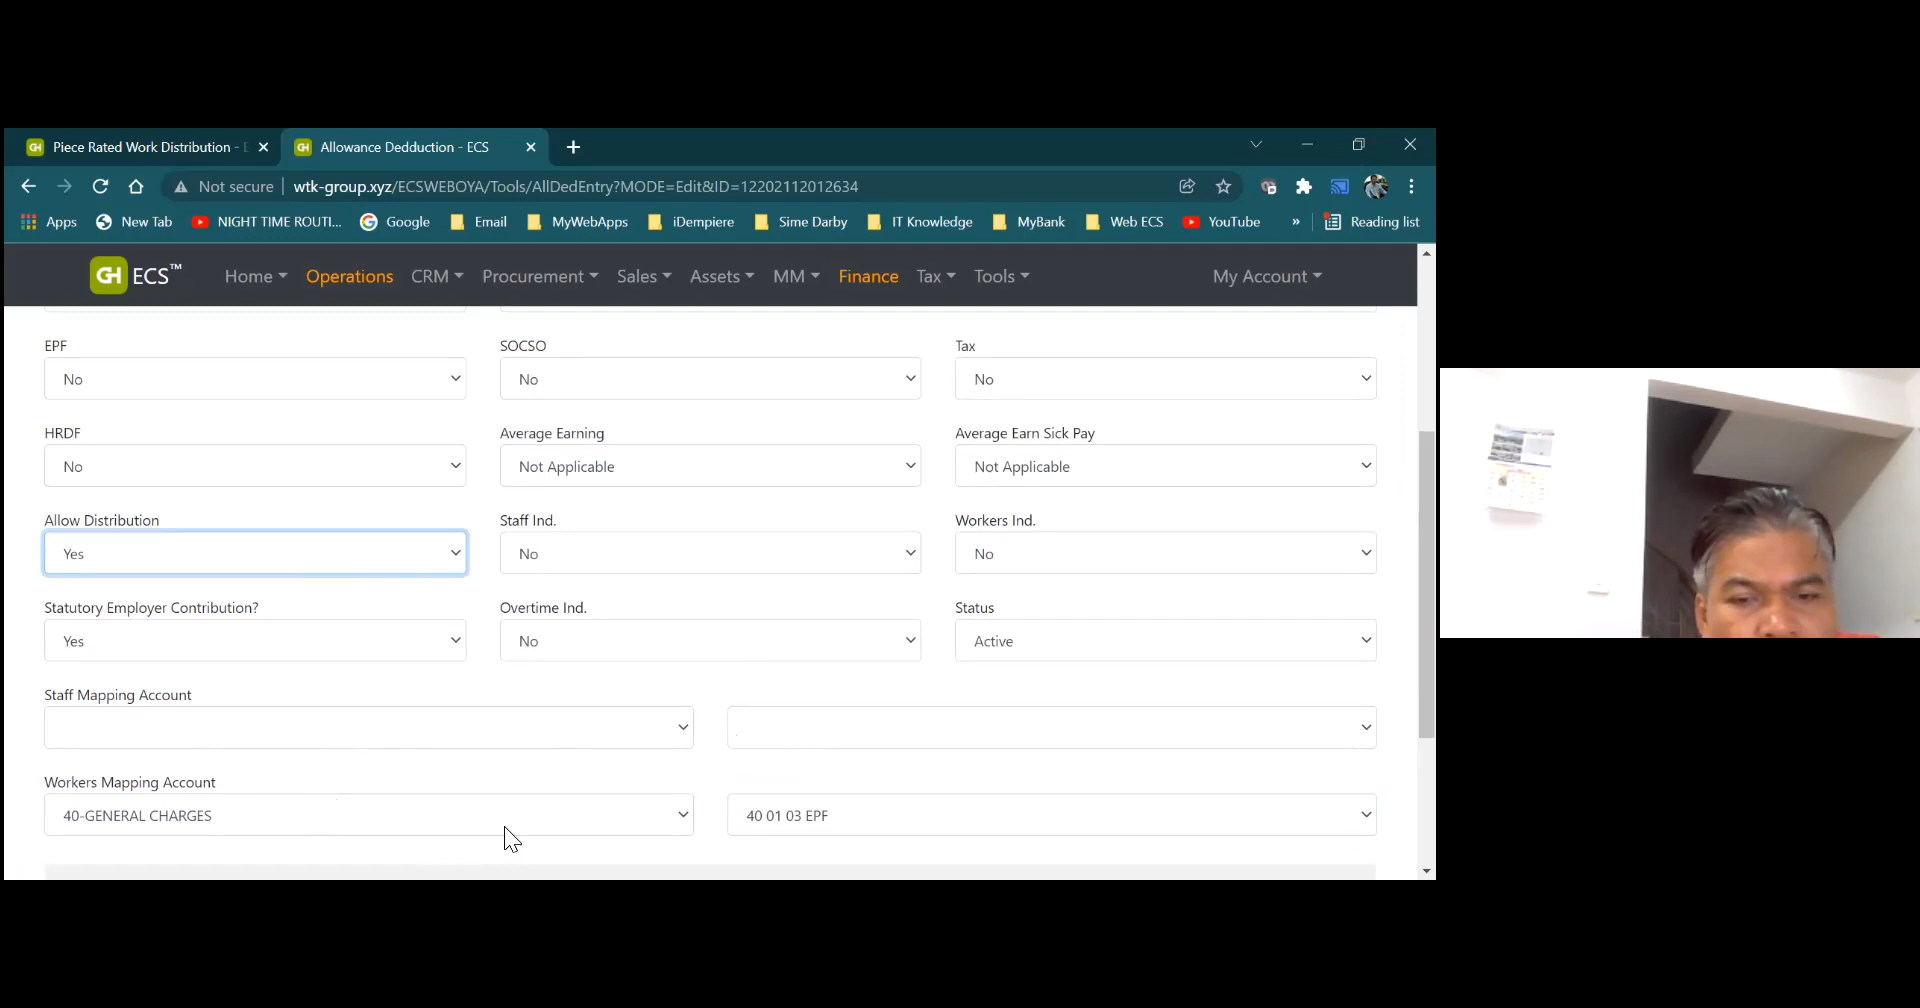 Piece Rated Work Distribution -
Allowance Dedduction - ECS
Not secure
wtk-group.xyz/ECSWEBOYA/Tools/AllDedEntry?MODE=Edit&ID=12202112012634
Apps
New Tab
NIGHT TIME ROUTI...
Google
Email
MyWebApps
iDempiere
Sime Darby
IT Knowledge
MyBank
Web ECS
YouTube
»
Reading list
GH ECS™
Home
Operations
CRM
Procurement
Sales
Assets
MM
Finance
Tax
Tools
My Account
EPF
SOCSO
Tax
No
No
No
HRDF
Average Earning
Average Earn Sick Pay
No
Not Applicable
Not Applicable
Allow Distribution
Staff Ind.
Workers Ind.
Yes
No
No
Statutory Employer Contribution?
Overtime Ind.
Status
Yes
No
Active
Staff Mapping Account
Workers Mapping Account
40-GENERAL CHARGES
40 01 03 EPF